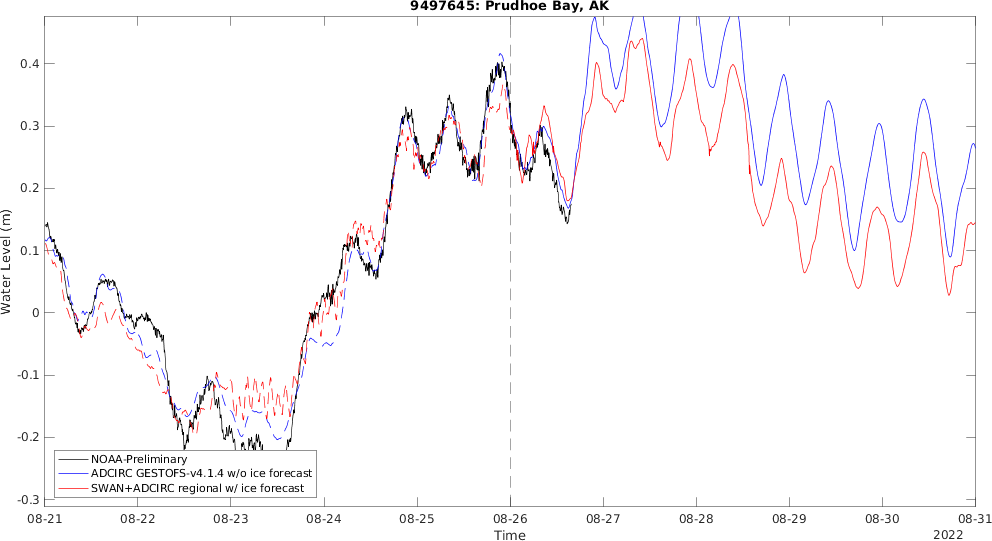 9497645: Prudhoe Bay, AK
Water Level (m)
0.4
0.3
0.2
0.1
0
-0.1
-0.2
-0.3
NOAA-Preliminary
ADCIRC GESTOFS-v4.1.4 w/o ice forecast
SWAN+ADCIRC regional w/ ice forecast
08-21 08-22 08-23 08-24 08-25 08-26 08-27 08-28 08-29 08-30 08-31
Time
2022